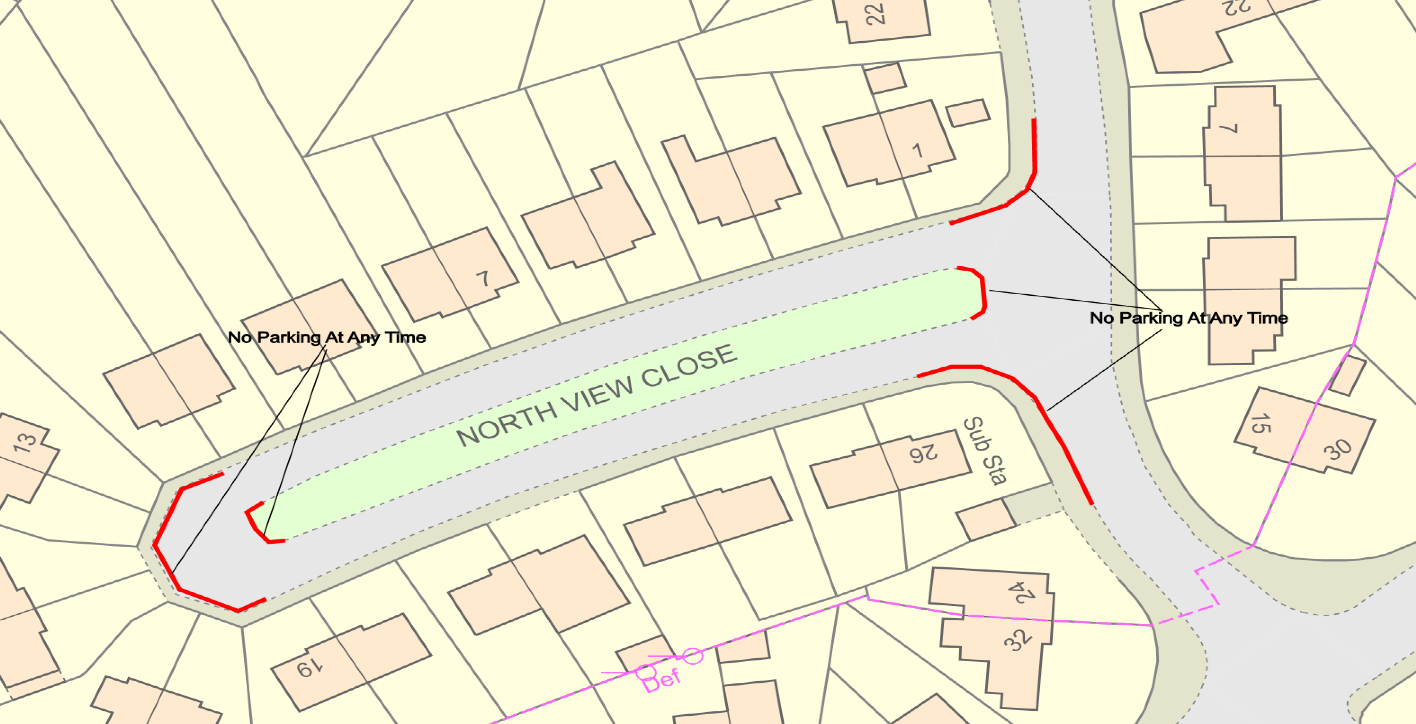 22
22
1
7
7
No Parking At Any Time
No Parking At Any Time
NORTH VIEW CLOSE
13
15
30
26
Sub Sta
24
32
19
Def